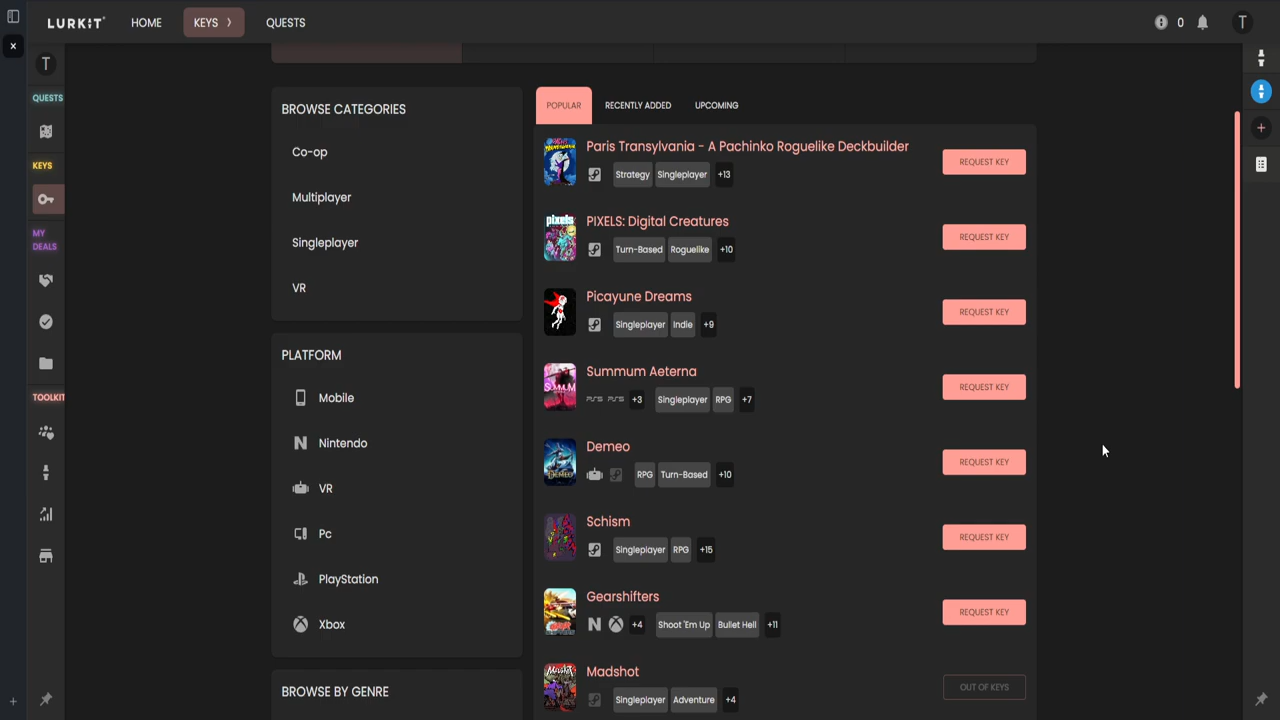 LURKIT
HOME
KEYS
QUESTS
0
T
T
QUESTS
KEYS
MY
DEALS
TOOLKIT
BROWSE CATEGORIES
Co-op
Multiplayer
Singleplayer
VR
PLATFORM
Mobile
Nintendo
VR
Pc
PlayStation
Xbox
BROWSE BY GENRE
POPULAR
RECENTLY ADDED
UPCOMING
Paris Transylvania - A Pachinko Roguelike Deckbuilder
Strategy Singleplayer +13
REQUEST KEY
pixels
PIXELS: Digital Creatures
Turn-Based Roguelike +10
REQUEST KEY
Picayune Dreams
Singleplayer Indie +9
REQUEST KEY
Summum Aeterna
PS5 PS5 +3 Singleplayer RPG +7
REQUEST KEY
DEMEO
Demeo
RPG Turn-Based +10
REQUEST KEY
Schism
Singleplayer RPG +15
REQUEST KEY
Gearshifters
+4 Shoot 'Em Up Bullet Hell +11
REQUEST KEY
Madshot
Singleplayer Adventure +4
OUT OF KEYS